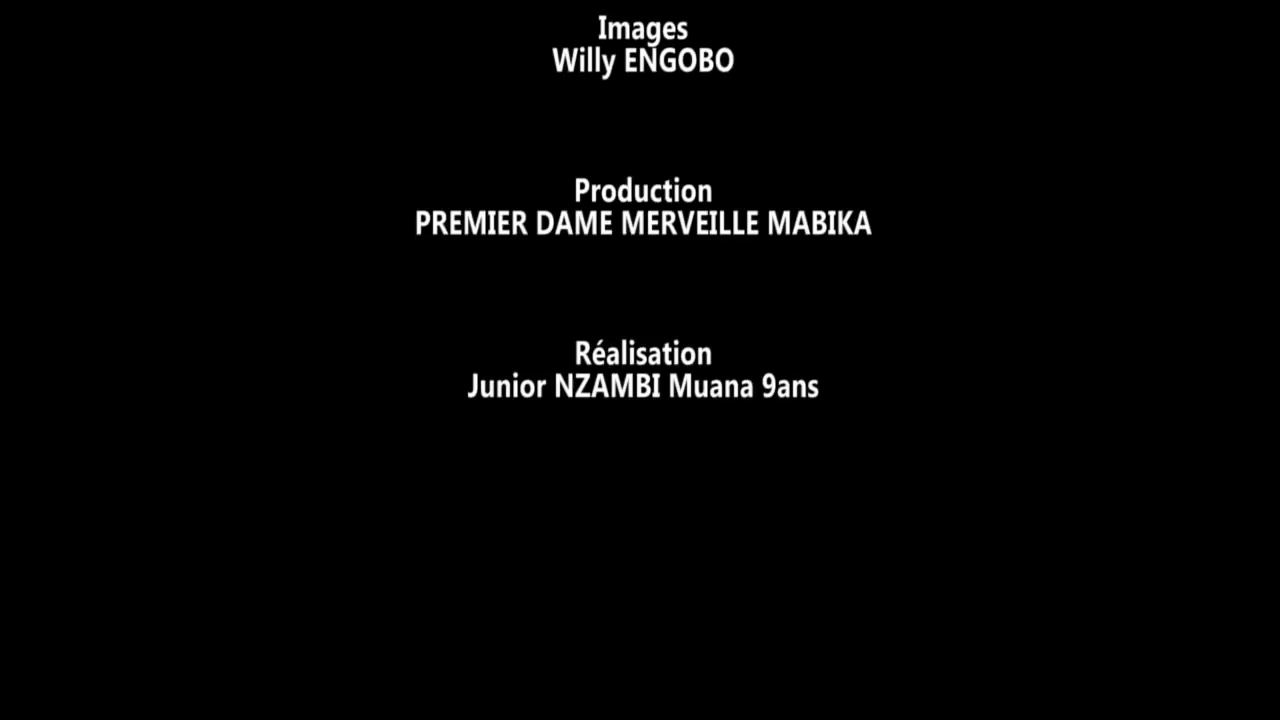 Images
Willy ENGOBO
Production
PREMIER DAME MERVEILLE MABIKA
Réalisation
Junior NZAMBI Muana 9ans